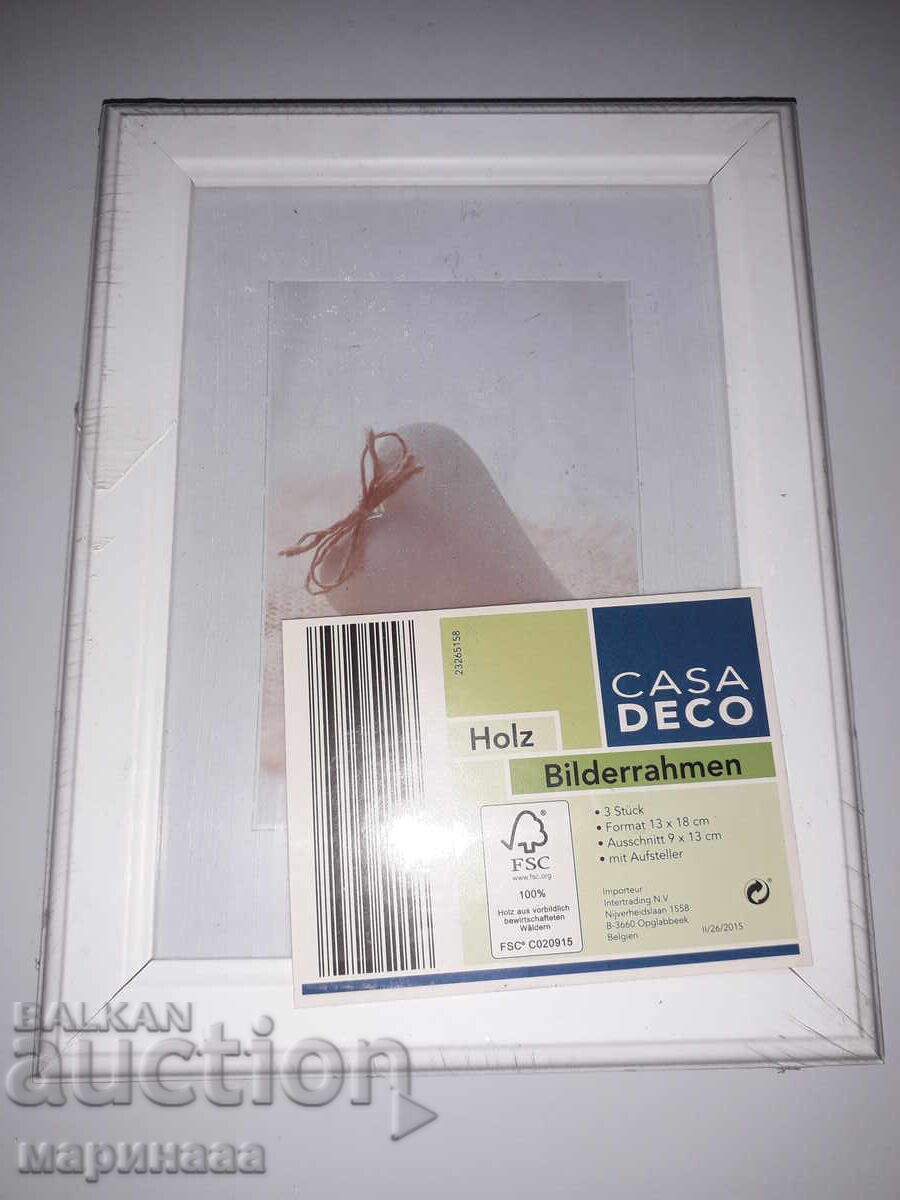 23265158
CASA
DECO
Holz
Bilderrahmen
• 3 Stück
• Format 13 x 18 cm
• Ausschnitt 9 x 13 cm
• mit Aufsteller
FSC
www.fsc.org
100%
Holz aus vorbildlich
bewirtschafteten
Wäldern
FSC® C020915
Importeur
Intertrading N.V
Nijverheidslaan 1558
B-3660 Opglabbeek
Belgien
II/26/2015
BALKAN
auction
маринааа